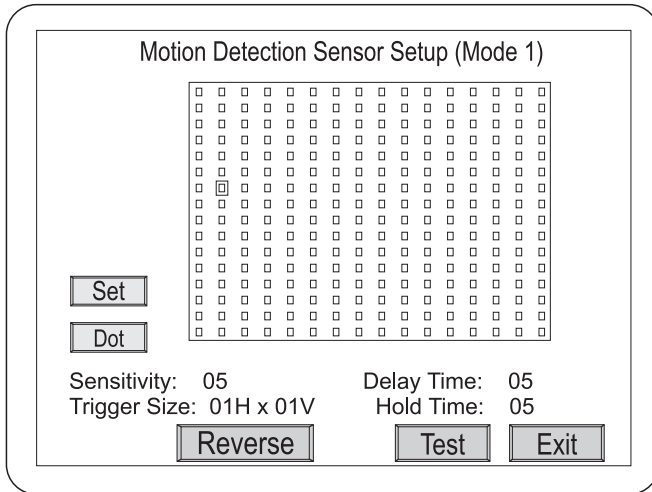 Motion Detection Sensor Setup (Mode 1)
Set
Dot
Sensitivity: 05 Delay Time: 05
Trigger Size: 01H x 01V Hold Time: 05
Reverse Test Exit